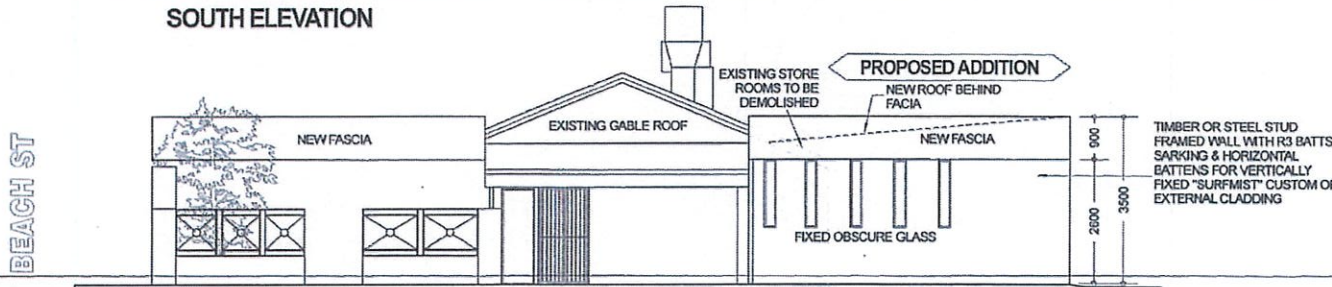 SOUTH ELEVATION
BEACH ST
NEW FASCIA
EXISTING GABLE ROOF
EXISTING STORE
ROOMS TO BE
DEMOLISHED
PROPOSED ADDITION
NEW ROOF BEHIND
FACIA
NEW FASCIA
FIXED OBSCURE GLASS
900
2600
3500
TIMBER OR STEEL STUD
FRAMED WALL WITH R3 BATTS
SARKING & HORIZONTAL
BATTENS FOR VERTICALLY
FIXED "SURFMIST" CUSTOM
EXTERNAL CLADDING